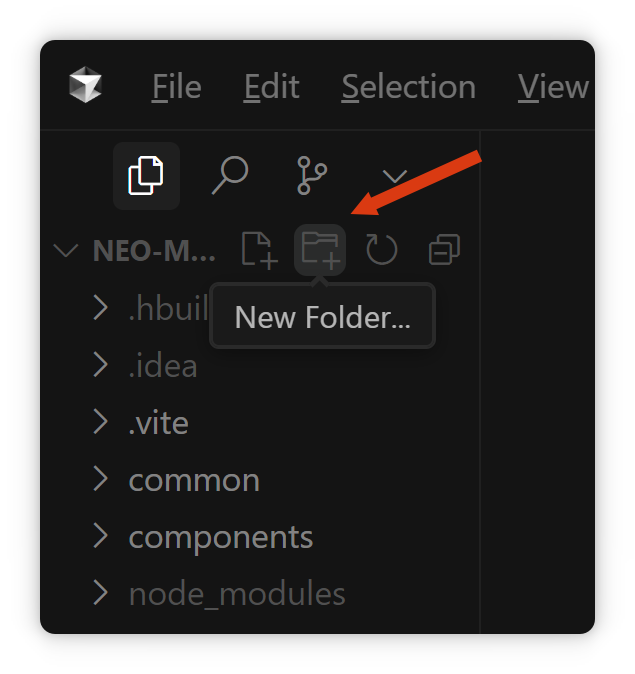 File Edit Selection View
NEO-M...
.hbuil
New Folder...
.idea
.vite
common
components
node_modules